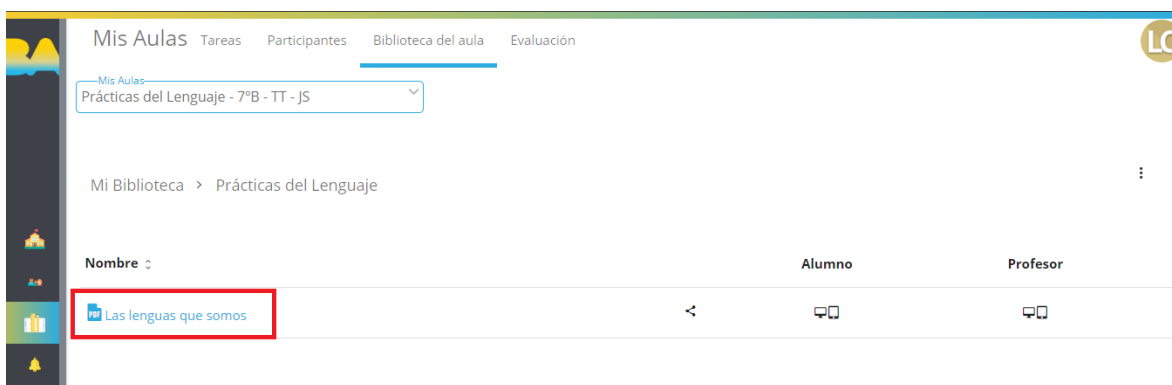 BA
Mis Aulas Tareas Participantes Biblioteca del aula Evaluación
LC
Mis Aulas
Prácticas del Lenguaje - 7ºB - TT - JS
Mi Biblioteca > Prácticas del Lenguaje
Nombre Alumno Profesor
PDF Las lenguas que somos